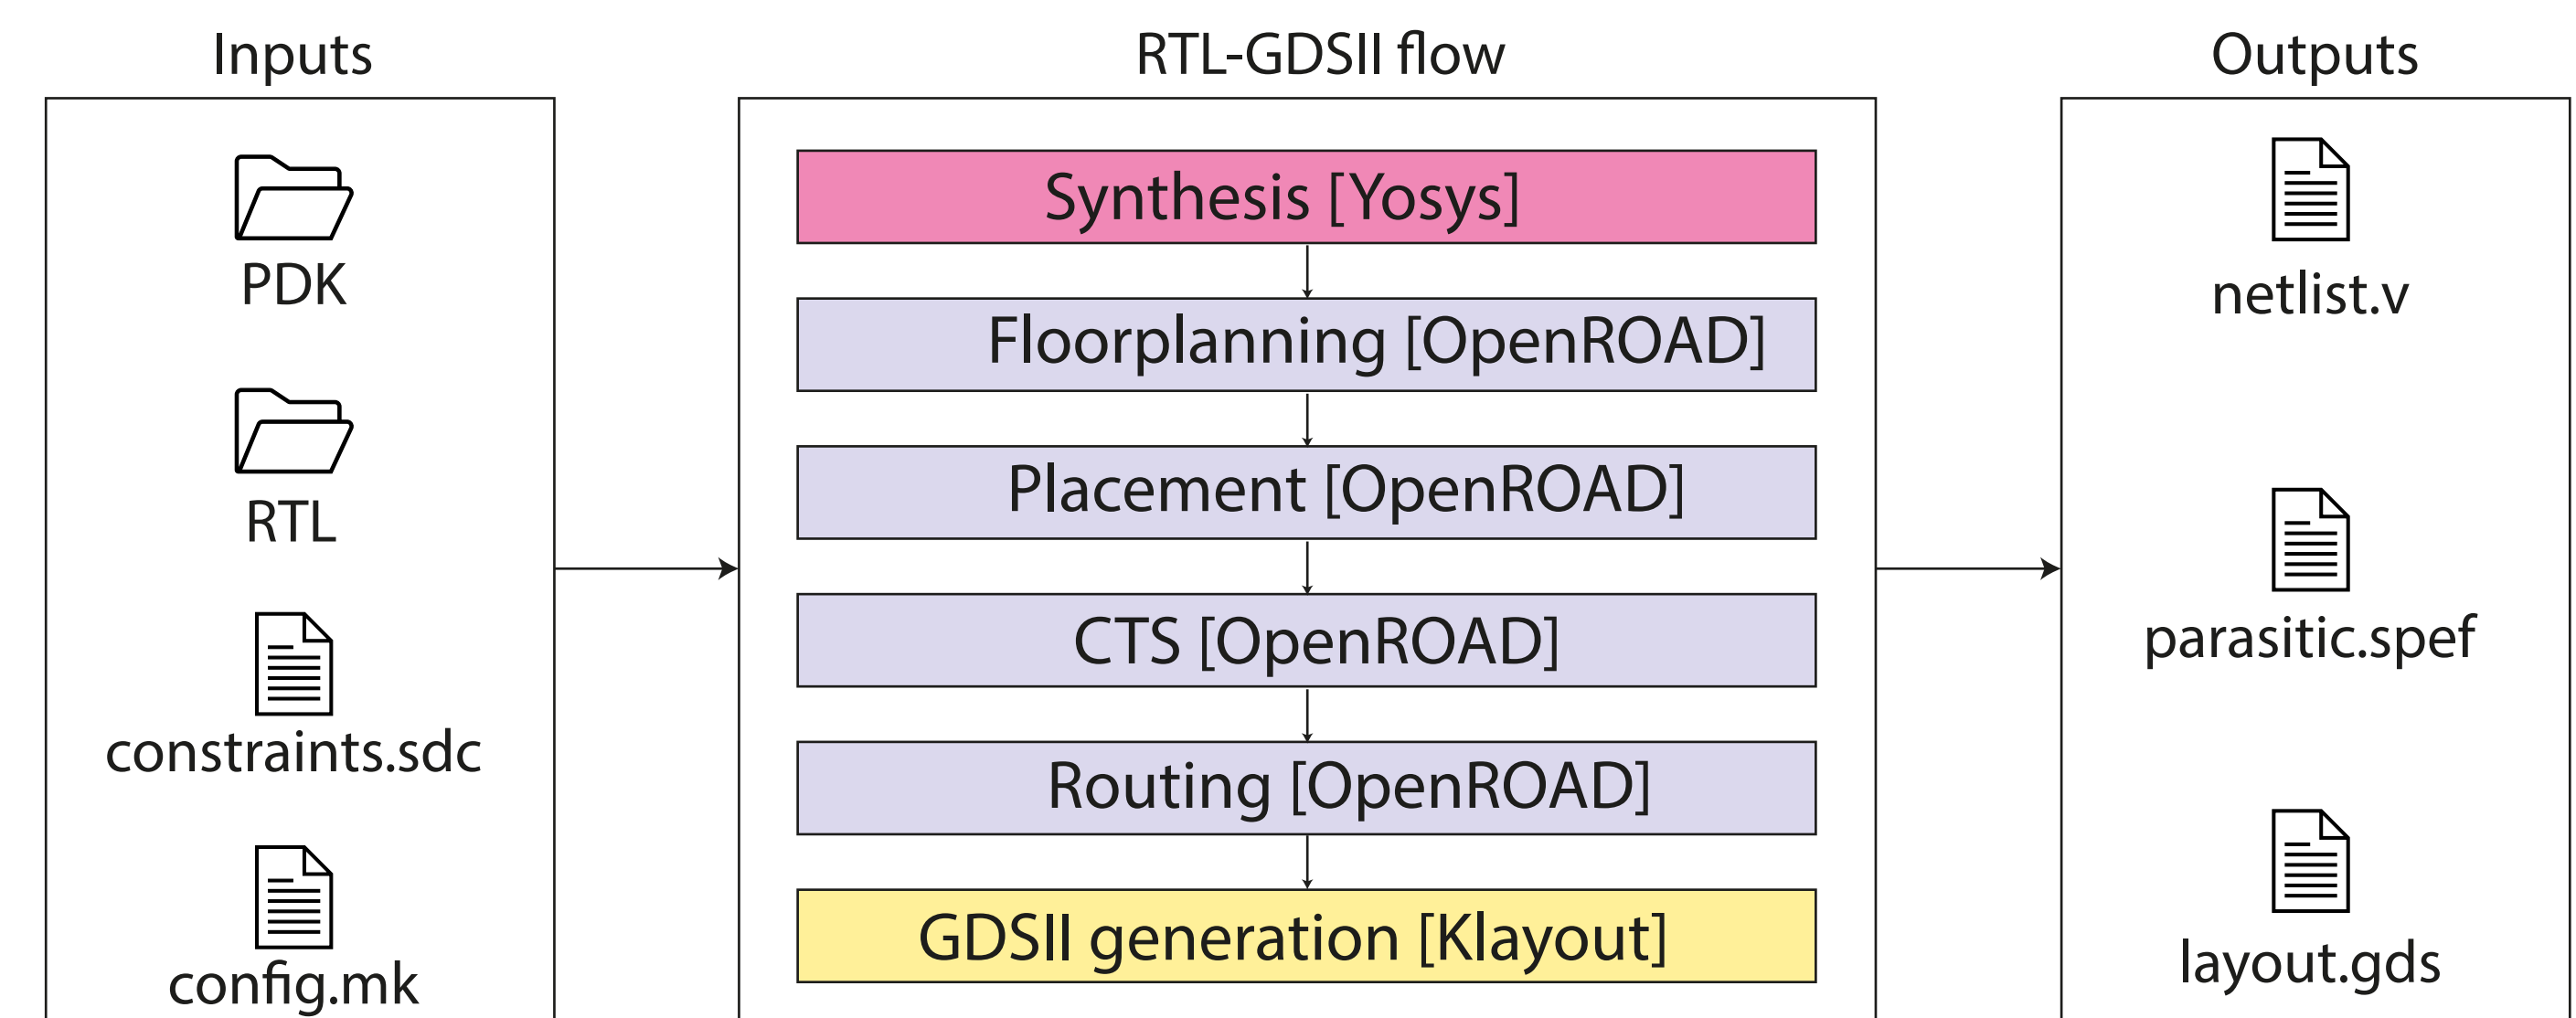 Inputs
PDK
RTL
constraints.sdc
config.mk
RTL-GDSII flow
Synthesis [Yosys]
Floorplanning [OpenROAD]
Placement [OpenROAD]
CTS [OpenROAD]
Routing [OpenROAD]
GDSII generation [Klayout]
Outputs
netlist.v
parasitic.spef
layout.gds